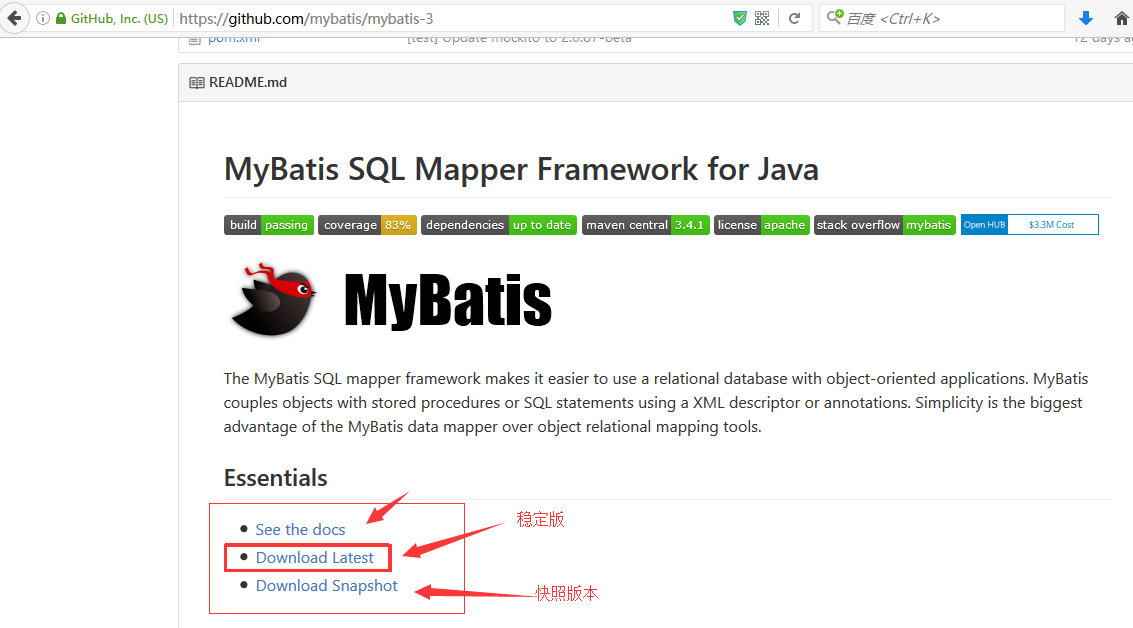 GitHub, Inc. (US) https://github.com/mybatis/mybatis-3 百度 <Ctrl+K>
pom.xml [test] Update mockito to 2.0.87-beta 12 days
README.md
MyBatis SQL Mapper Framework for Java
build passing coverage 83% dependencies up to date maven central 3.4.1 license apache stack overflow mybatis Open HUB $3.3M Cost
MyBatis
The MyBatis SQL mapper framework makes it easier to use a relational database with object-oriented applications. MyBatis
couples objects with stored procedures or SQL statements using a XML descriptor or annotations. Simplicity is the biggest
advantage of the MyBatis data mapper over object relational mapping tools.
Essentials
See the docs
稳定版
Download Latest
Download Snapshot
快照版本